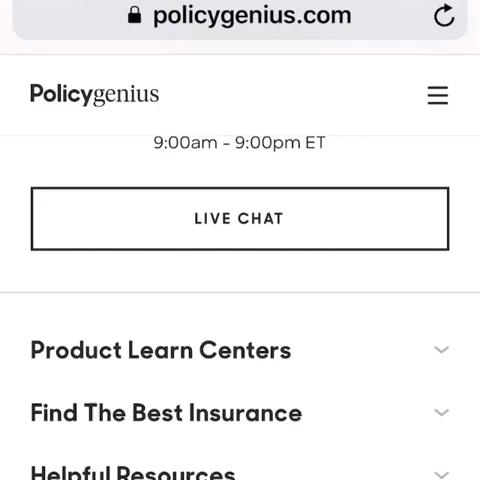 policygenius.com
Policygenius
9:00am - 9:00pm ET
LIVE CHAT
Product Learn Centers
Find The Best Insurance
Helpful Resources